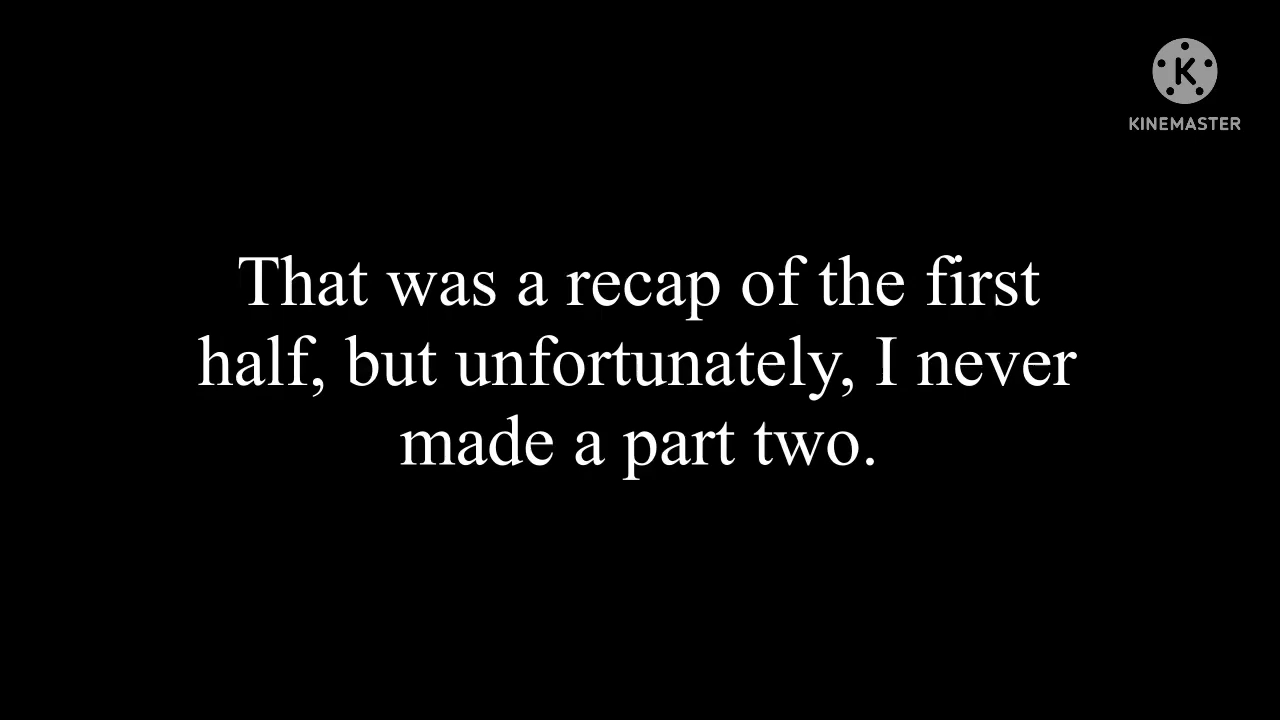 K
KINEMASTER
That was a recap of the first
half, but unfortunately, I never
made a part two.